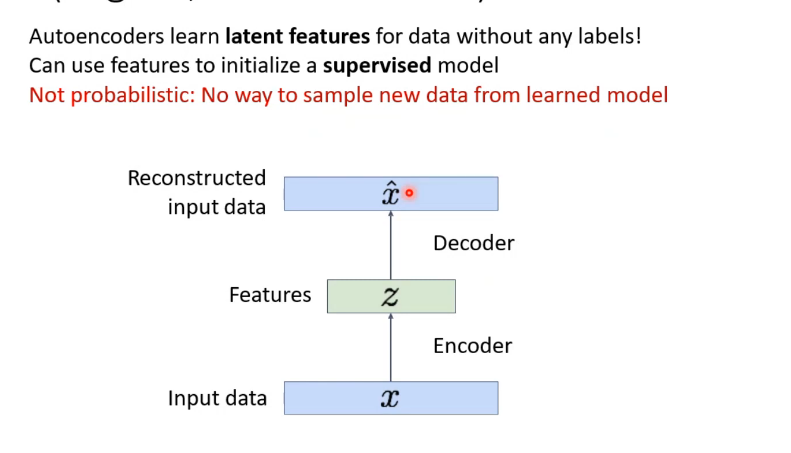 Autoencoders learn latent features for data without any labels!
Can use features to initialize a supervised model
Not probabilistic: No way to sample new data from learned model
Reconstructed
input data
x̂
Decoder
Features
z
Encoder
Input data
x